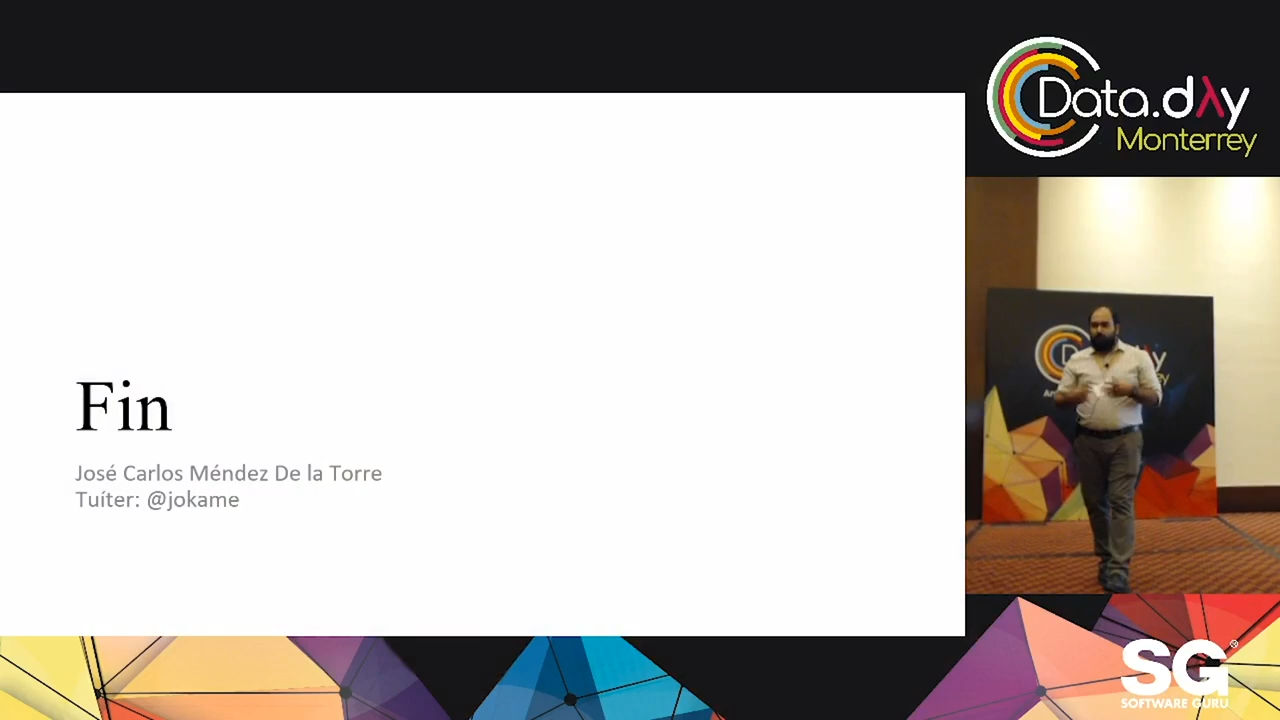 Data.dλy
Monterrey
Fin
José Carlos Méndez De la Torre
Tuíter: @jokame
SG®
SOFTWARE GURU